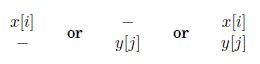 x[i] or – or x[i]
– y[j] y[j]